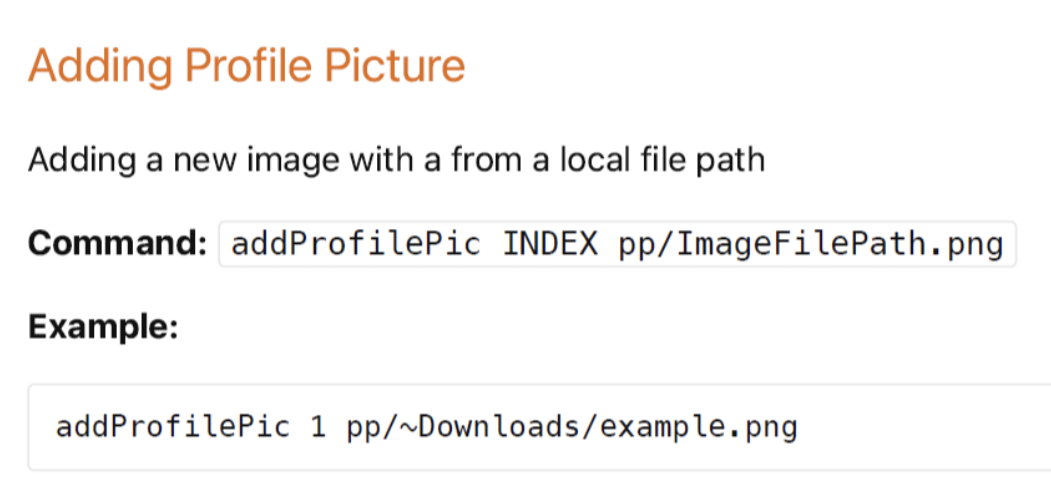 Adding Profile Picture
Adding a new image with a from a local file path
Command: addProfilePic INDEX pp/ImageFilePath.png
Example:
addProfilePic 1 pp/~Downloads/example.png